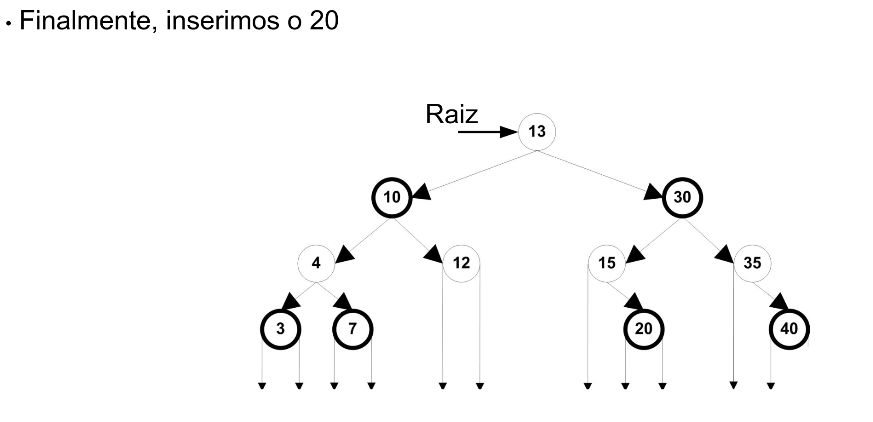 • Finalmente, inserimos o 20
Raiz
13
10 30
4 12 15 35
3 7 20 40